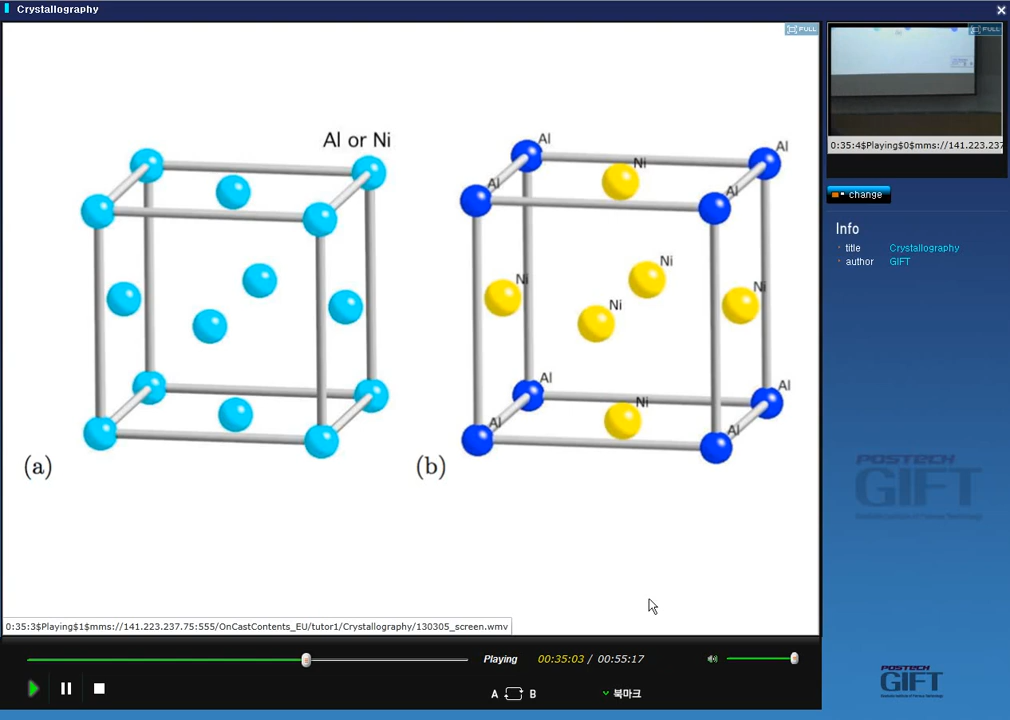 Crystallography
FULL
FULL
Al or Ni
Al
Al
Ni
Al
Al
Ni
Ni
Ni
Ni
Al
Al
Ni
Al
Al
(a)
(b)
0:35:3$Playing$1$mms://141.223.237.75:555/OnCastContents_EU/tutor1/Crystallography/130305_screen.wmv
Playing
00:35:03 / 00:55:17
A B
북마크
0:35:4$Playing$0$mms://141.223.237
change
Info
title Crystallography
author GIFT
POSTECH
GIFT
POSTECH
GIFT